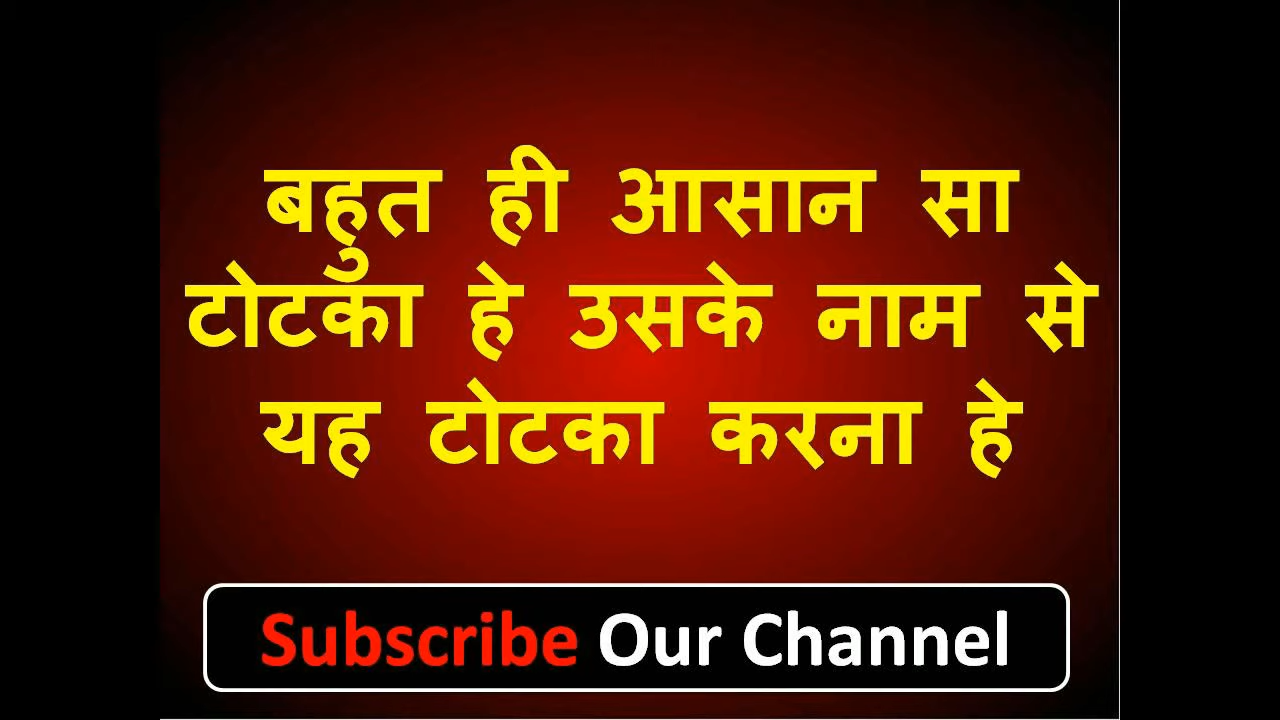 बहुत ही आसान सा
टोटका हे उसके नाम से
यह टोटका करना हे
Subscribe Our Channel